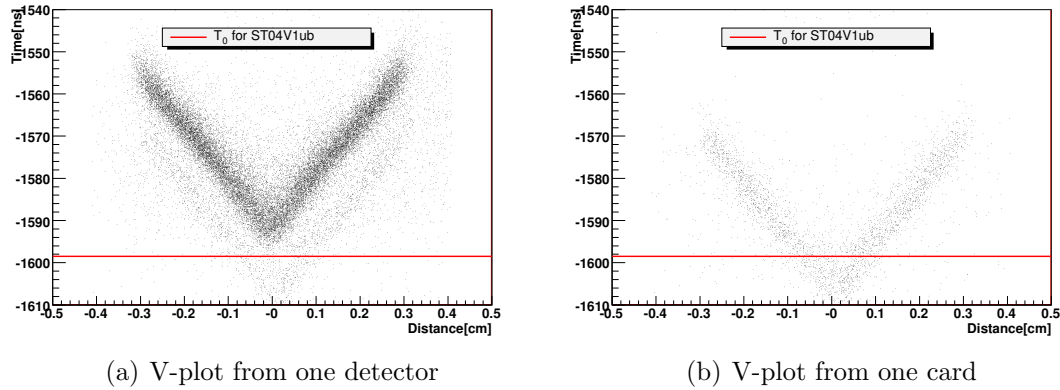 Time[ns]
-1540
T0 for ST04V1ub
-1550
-1560
-1570
-1580
-1590
-1600
-1610
-0.5 -0.4 -0.3 -0.2 -0.1 -0 0.1 0.2 0.3 0.4 0.5
Distance[cm]
(a) V-plot from one detector
Time[ns]
-1540
T0 for ST04V1ub
-1550
-1560
-1570
-1580
-1590
-1600
-1610
-0.5 -0.4 -0.3 -0.2 -0.1 -0 0.1 0.2 0.3 0.4 0.5
Distance[cm]
(b) V-plot from one card